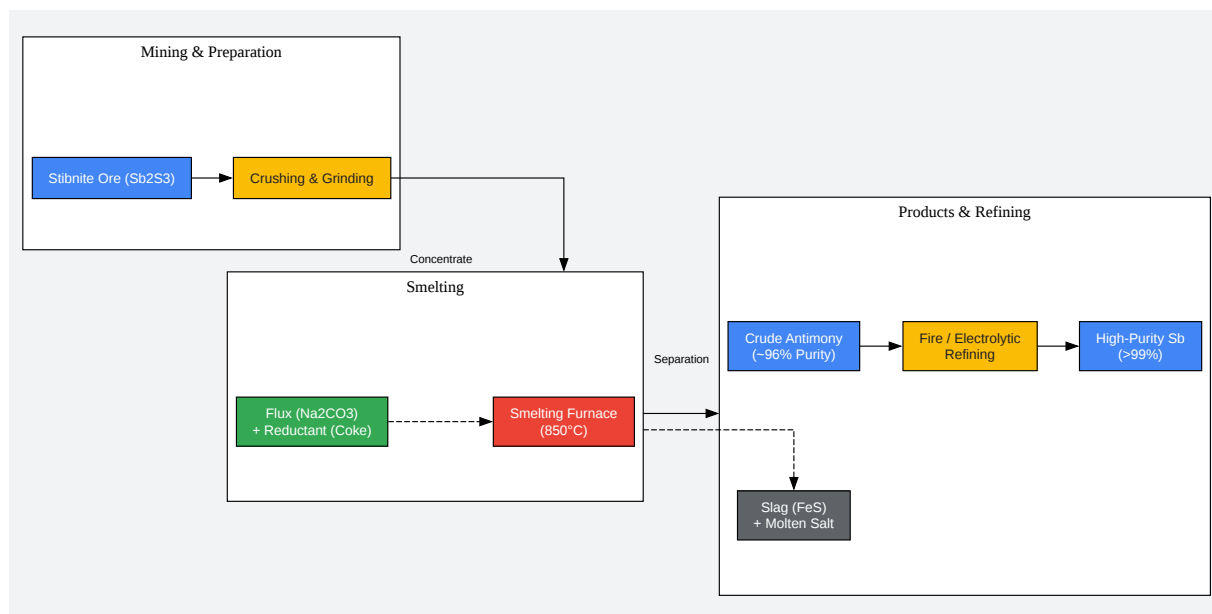 Mining & Preparation
Stibnite Ore (Sb2S3)
Crushing & Grinding
Concentrate
Smelting
Flux (Na2CO3)
+ Reductant (Coke)
Smelting Furnace
(850°C)
Separation
Products & Refining
Crude Antimony
(~96% Purity)
Fire / Electrolytic
Refining
High-Purity Sb
(>99%)
Slag (FeS)
+ Molten Salt